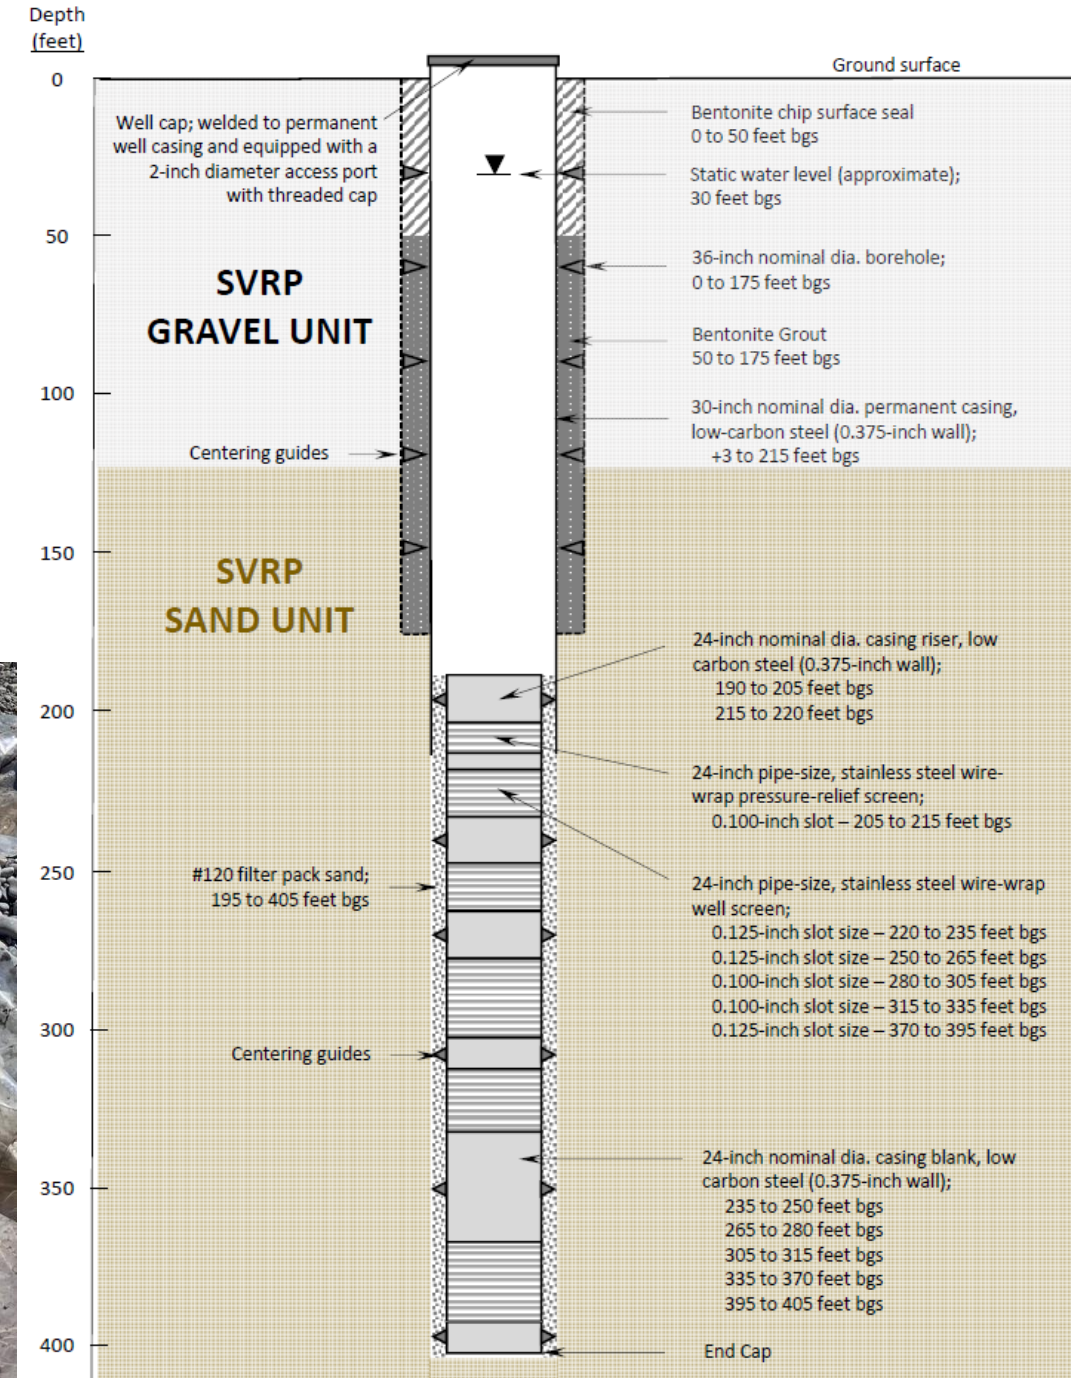 Depth
(feet)
Ground surface
0
Well cap; welded to permanent
well casing and equipped with a
2-inch diameter access port
with threaded cap
Bentonite chip surface seal
0 to 50 feet bgs
Static water level (approximate);
30 feet bgs
50
SVRP
GRAVEL UNIT
36-inch nominal dia. borehole;
0 to 175 feet bgs
Bentonite Grout
50 to 175 feet bgs
100
30-inch nominal dia. permanent casing,
low-carbon steel (0.375-inch wall);
+3 to 215 feet bgs
Centering guides
150
SVRP
SAND UNIT
24-inch nominal dia. casing riser, low
carbon steel (0.375-inch wall);
190 to 205 feet bgs
215 to 220 feet bgs
200
24-inch pipe-size, stainless steel wire-
wrap pressure-relief screen;
0.100-inch slot – 205 to 215 feet bgs
250
#120 filter pack sand;
195 to 405 feet bgs
24-inch pipe-size, stainless steel wire-wrap
well screen;
0.125-inch slot size – 220 to 235 feet bgs
0.125-inch slot size – 250 to 265 feet bgs
0.100-inch slot size – 280 to 305 feet bgs
0.100-inch slot size – 315 to 335 feet bgs
0.125-inch slot size – 370 to 395 feet bgs
300
Centering guides
350
24-inch nominal dia. casing blank, low
carbon steel (0.375-inch wall);
235 to 250 feet bgs
265 to 280 feet bgs
305 to 315 feet bgs
335 to 370 feet bgs
395 to 405 feet bgs
400
End Cap